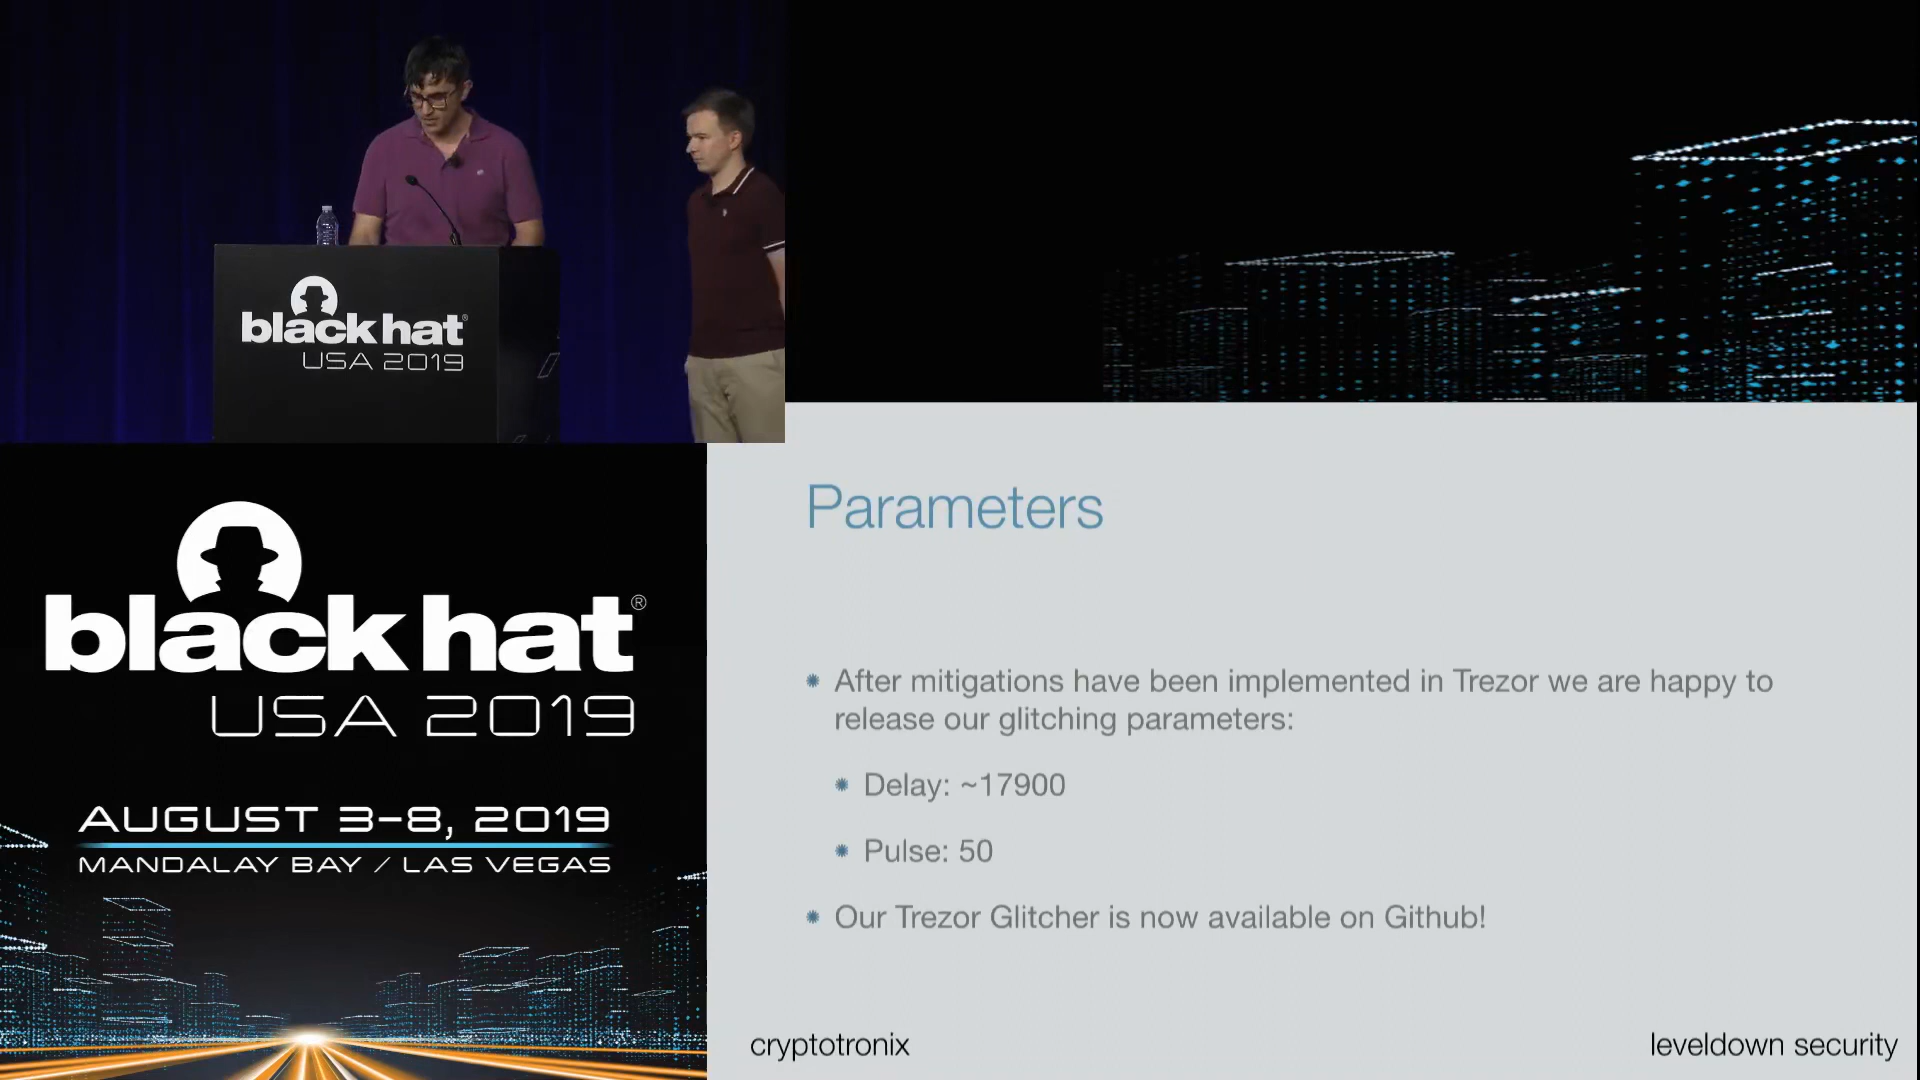 black hat®
USA 2019
black hat®
USA 2019
AUGUST 3–8, 2019
MANDALAY BAY / LAS VEGAS
Parameters
After mitigations have been implemented in Trezor we are happy to
release our glitching parameters:
Delay: ~17900
Pulse: 50
Our Trezor Glitcher is now available on Github!
cryptotronix
leveldown security